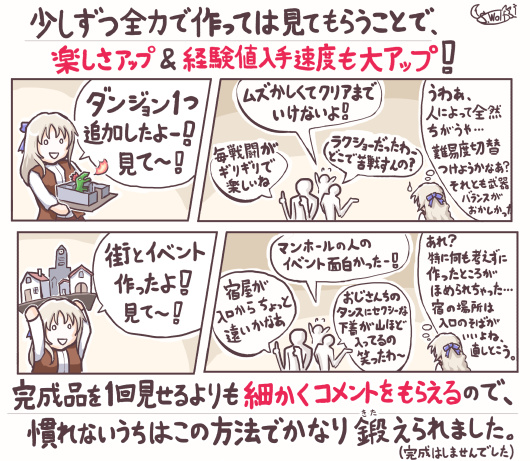 少しずつ全力で作っては見てもらうことで、
楽しさアップ & 経験値入手速度も大アップ!
ダンジョン1つ
追加したよー!
見て〜!
ムズかしくてクリアまで
いけないよ!
毎戦闘が
ギリギリで
楽しいね
ラクショーだったわ〜
どこで苦戦すんの?
うわぁ、
人によって全然
ちがうや…
難易度切替
つけようかなぁ?
それとも武器
バランスが
おかしかった
街とイベント
作ったよ!
見て〜!
マンホールの人の
イベント面白かったー!
宿屋が
入口からちょっと
遠いかなぁ
おじさんちの
タンスにセクシーな
下着が山ほど
入ってるの
笑ったわ〜
あれ?
特に何も考えずに
作ったところが
ほめられちゃった…
宿の場所は
入口のそばが
いいよね、
直しとこう。
完成品を1回見せるよりも細かくコメントをもらえるので、
慣れないうちはこの方法でかなり鍛えられました。
きた
(完成はしませんでした)